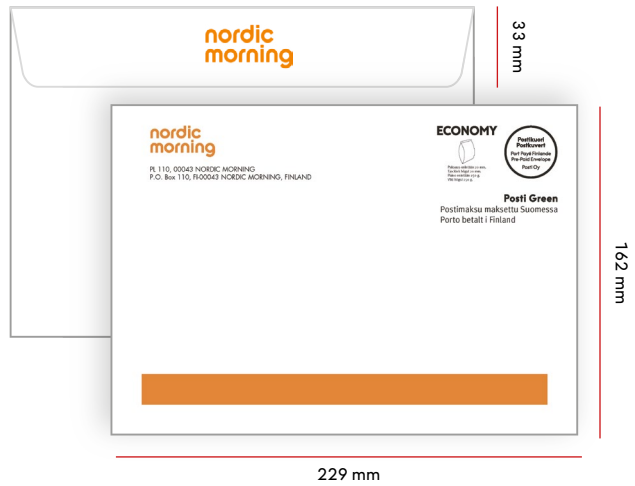 nordic
morning
33 mm
nordic
morning
PL 110, 00043 NORDIC MORNING
P.O. Box 110, FI-00043 NORDIC MORNING, FINLAND
ECONOMY
Postikuori
Postkuvert
Port Payé Finlande
Pre-Paid Envelope
Posti Oy
Posti Green
Postimaksu maksettu Suomessa
Porto betalt i Finland
162 mm
229 mm